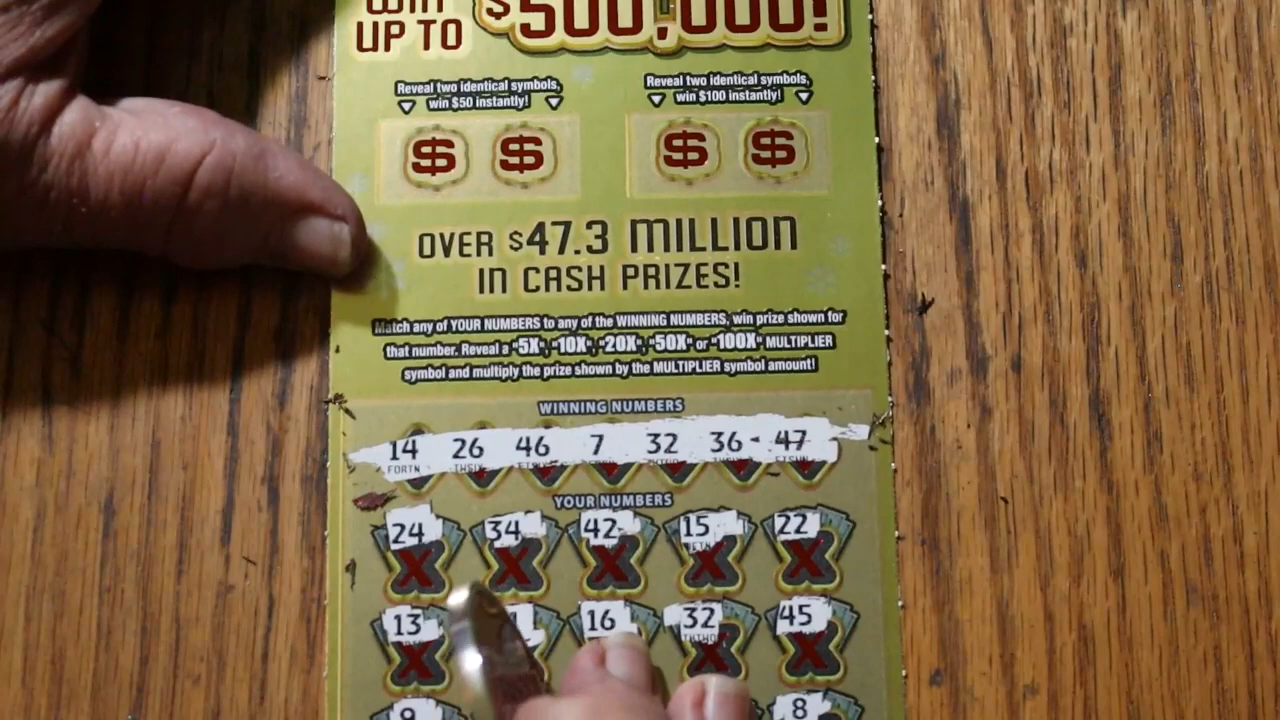 WIN
UP TO
$500,000!
Reveal two identical symbols,
win $50 instantly!
Reveal two identical symbols,
win $100 instantly!
$ $ $ $
OVER $47.3 MILLION
IN CASH PRIZES!
Match any of YOUR NUMBERS to any of the WINNING NUMBERS, win prize shown for
that number. Reveal a "5X", "10X", "20X", "50X" or "100X" MULTIPLIER
symbol and multiply the prize shown by the MULTIPLIER symbol amount!
WINNING NUMBERS
14 26 46 7 32 36 47
FORTN THSIX
YOUR NUMBERS
24 34 42 15 22
X X X X X
13 16 32 45
X X X
9 8